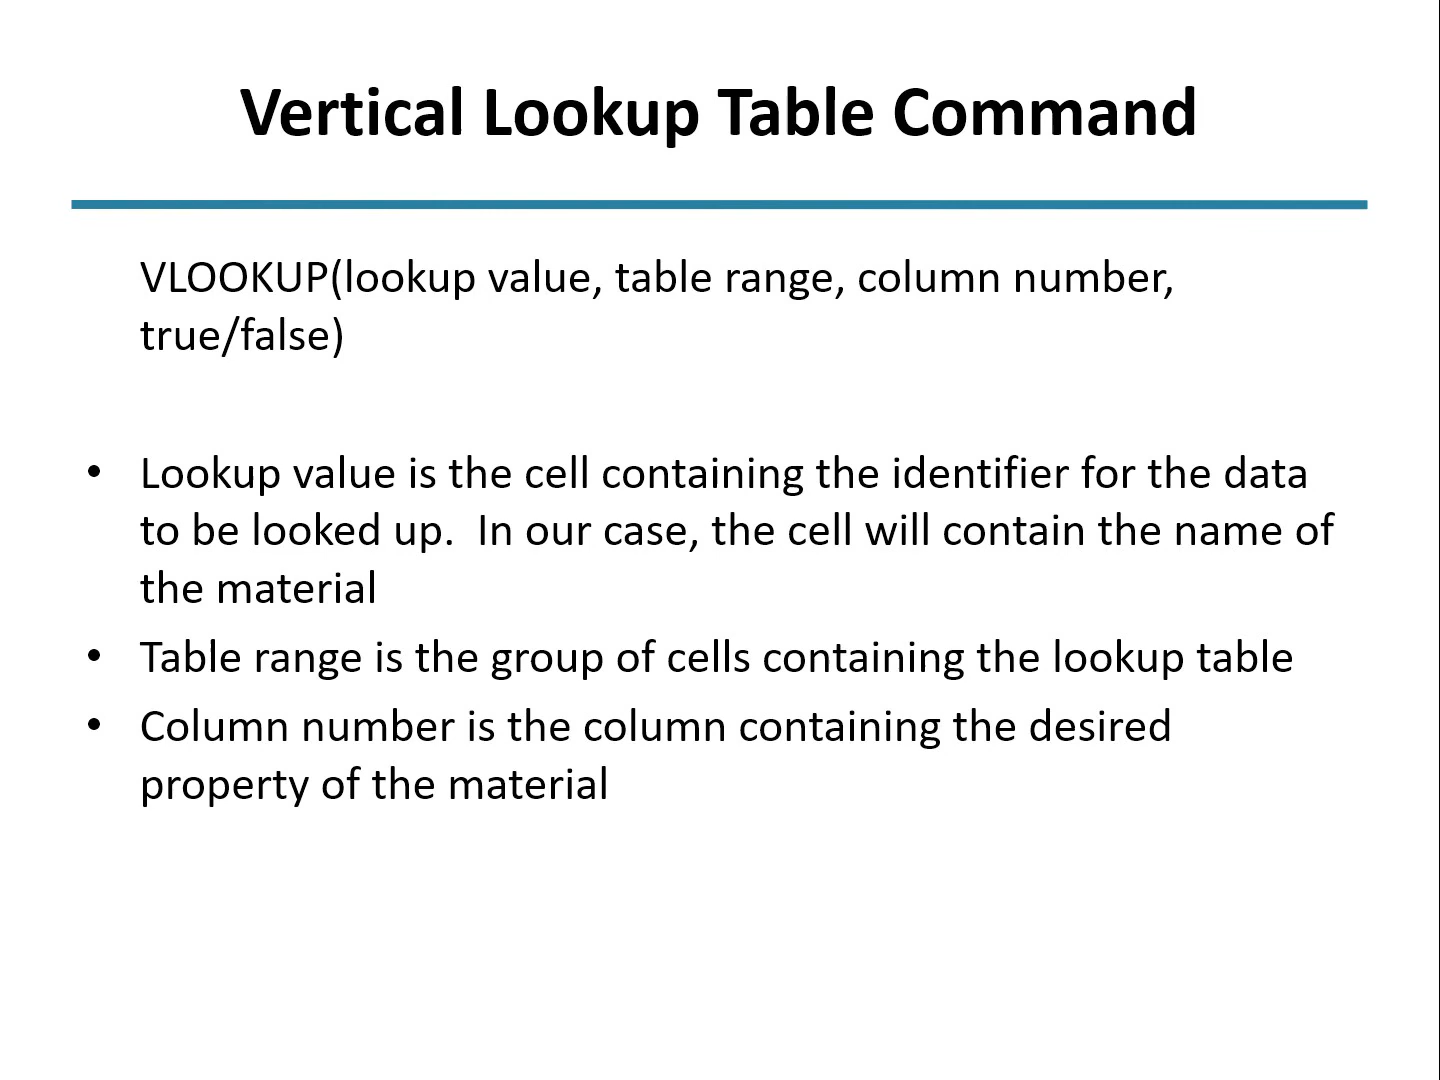 Vertical Lookup Table Command
VLOOKUP(lookup value, table range, column number,
true/false)
• Lookup value is the cell containing the identifier for the data
to be looked up.  In our case, the cell will contain the name of
the material
• Table range is the group of cells containing the lookup table
• Column number is the column containing the desired
property of the material